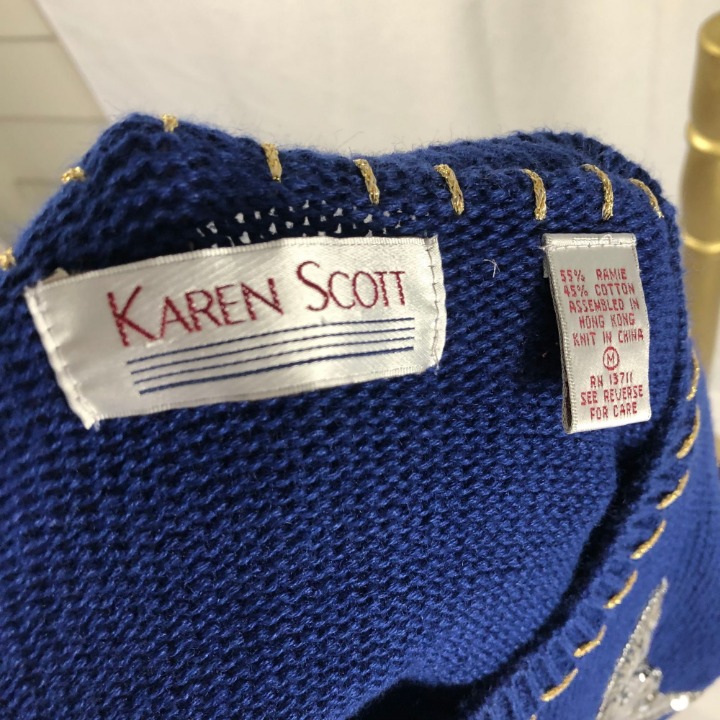 KAREN SCOTT
55% RAMIE
45% COTTON
ASSEMBLED IN
HONG KONG
KNIT IN CHINA
M
RN 13711
SEE REVERSE
FOR CARE